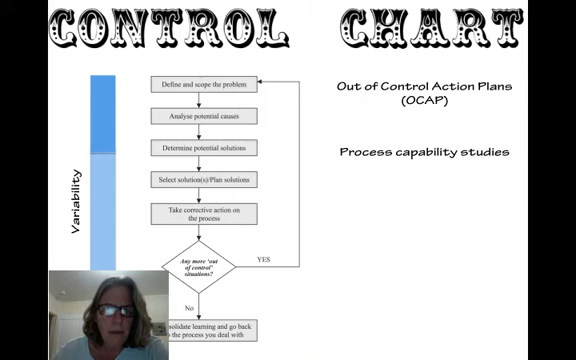 CONTROL CHART
Define and scope the problem
Analyse potential causes
Determine potential solutions
Select solution(s)/Plan solutions
Take corrective action on
the process
Any more 'out
of control'
situations?
YES
No
solidate learning and go back
the process you deal with
Variability
Out of Control Action Plans
(OCAP)
Process capability studies